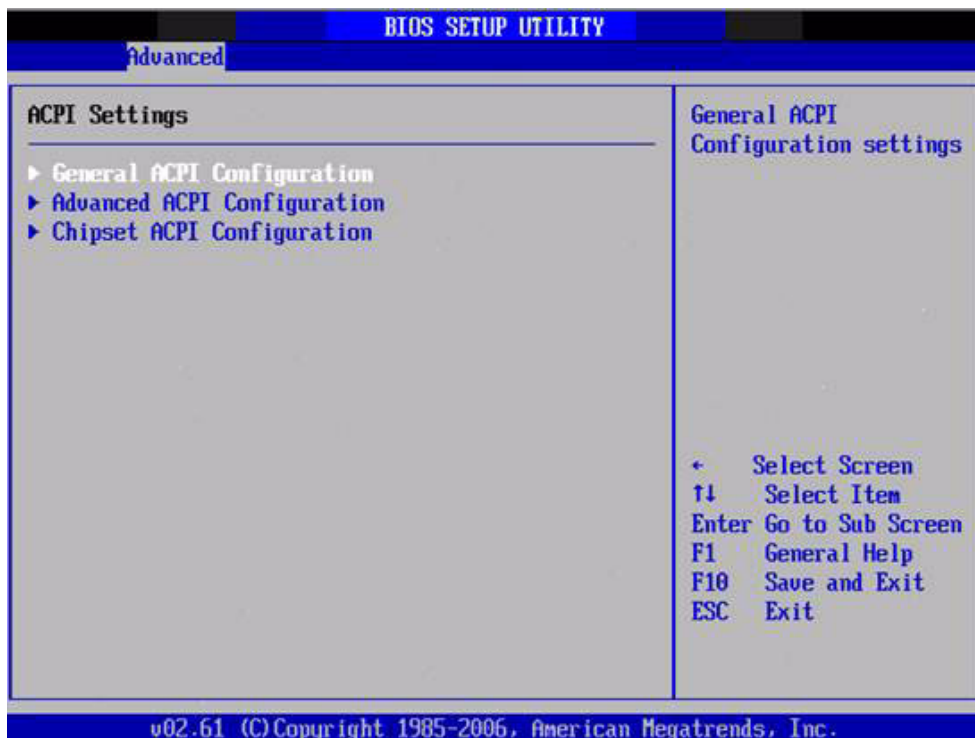 BIOS SETUP UTILITY
Advanced
ACPI Settings
▶ General ACPI Configuration
▶ Advanced ACPI Configuration
▶ Chipset ACPI Configuration
General ACPI
Configuration settings
← Select Screen
↑↓ Select Item
Enter Go to Sub Screen
F1 General Help
F10 Save and Exit
ESC Exit
v02.61 (C)Copyright 1985-2006, American Megatrends, Inc.